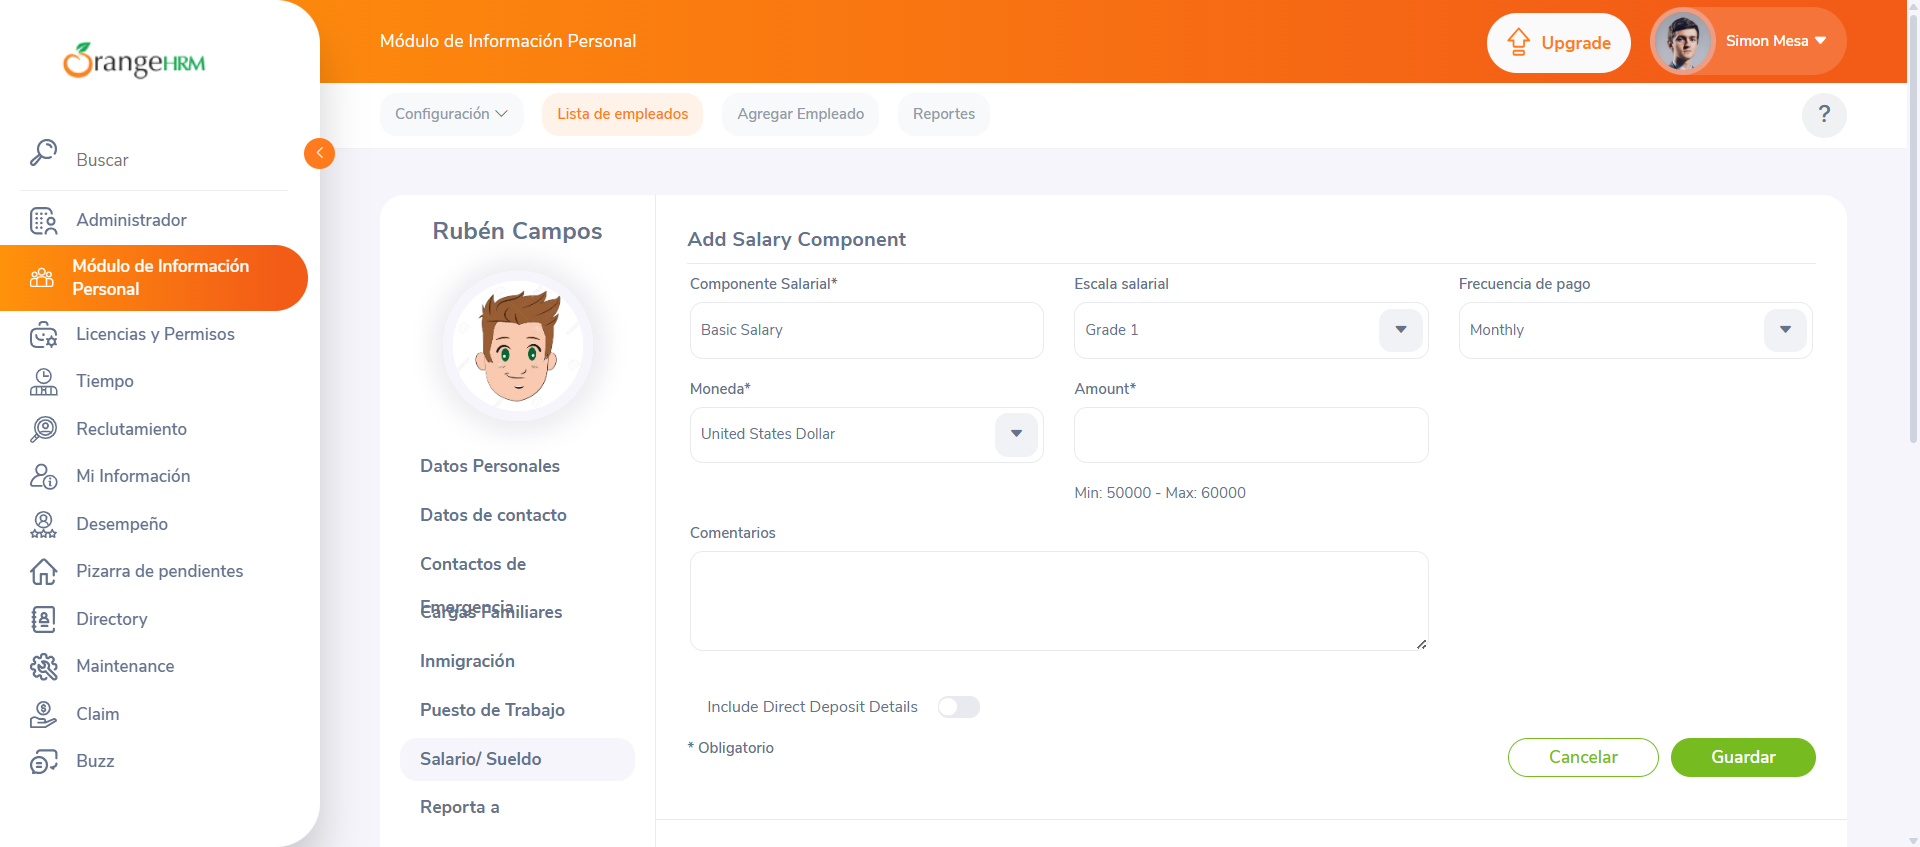 OrangeHRM
Módulo de Información Personal
Upgrade
Simon Mesa
Configuración
Lista de empleados
Agregar Empleado
Reportes
?
Buscar
Administrador
Módulo de Información
Personal
Licencias y Permisos
Tiempo
Reclutamiento
Mi Información
Desempeño
Pizarra de pendientes
Directory
Maintenance
Claim
Buzz
Rubén Campos
Datos Personales
Datos de contacto
Contactos de
Emergencia
Cargas Familiares
Inmigración
Puesto de Trabajo
Salario/ Sueldo
Reporta a
Add Salary Component
Componente Salarial*
Escala salarial
Frecuencia de pago
Basic Salary
Grade 1
Monthly
Moneda*
Amount*
United States Dollar
Min: 50000 - Max: 60000
Comentarios
Include Direct Deposit Details
* Obligatorio
Cancelar
Guardar